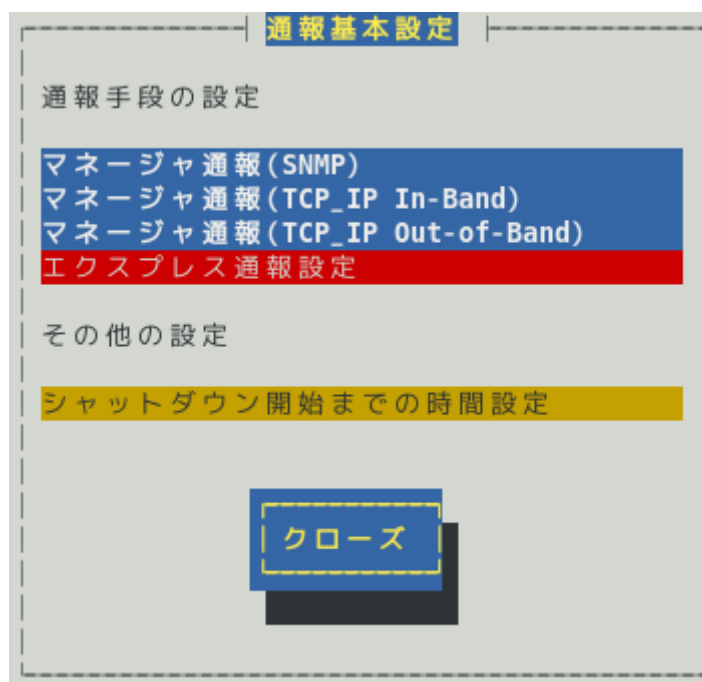 通報基本設定
通報手段の設定
マネージャ通報(SNMP)
マネージャ通報(TCP_IP In-Band)
マネージャ通報(TCP_IP Out-of-Band)
エクスプレス通報設定
その他の設定
シャットダウン開始までの時間設定
クローズ